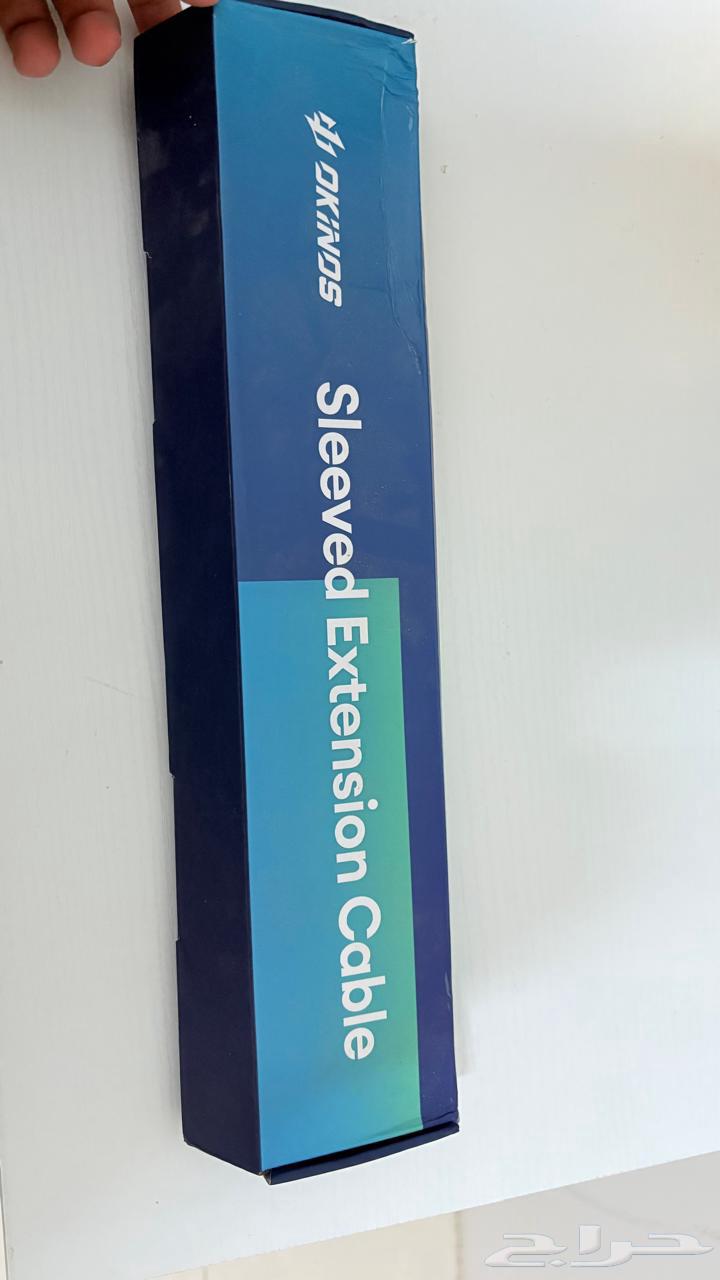 OKINOS
Sleeved Extension Cable
حراج